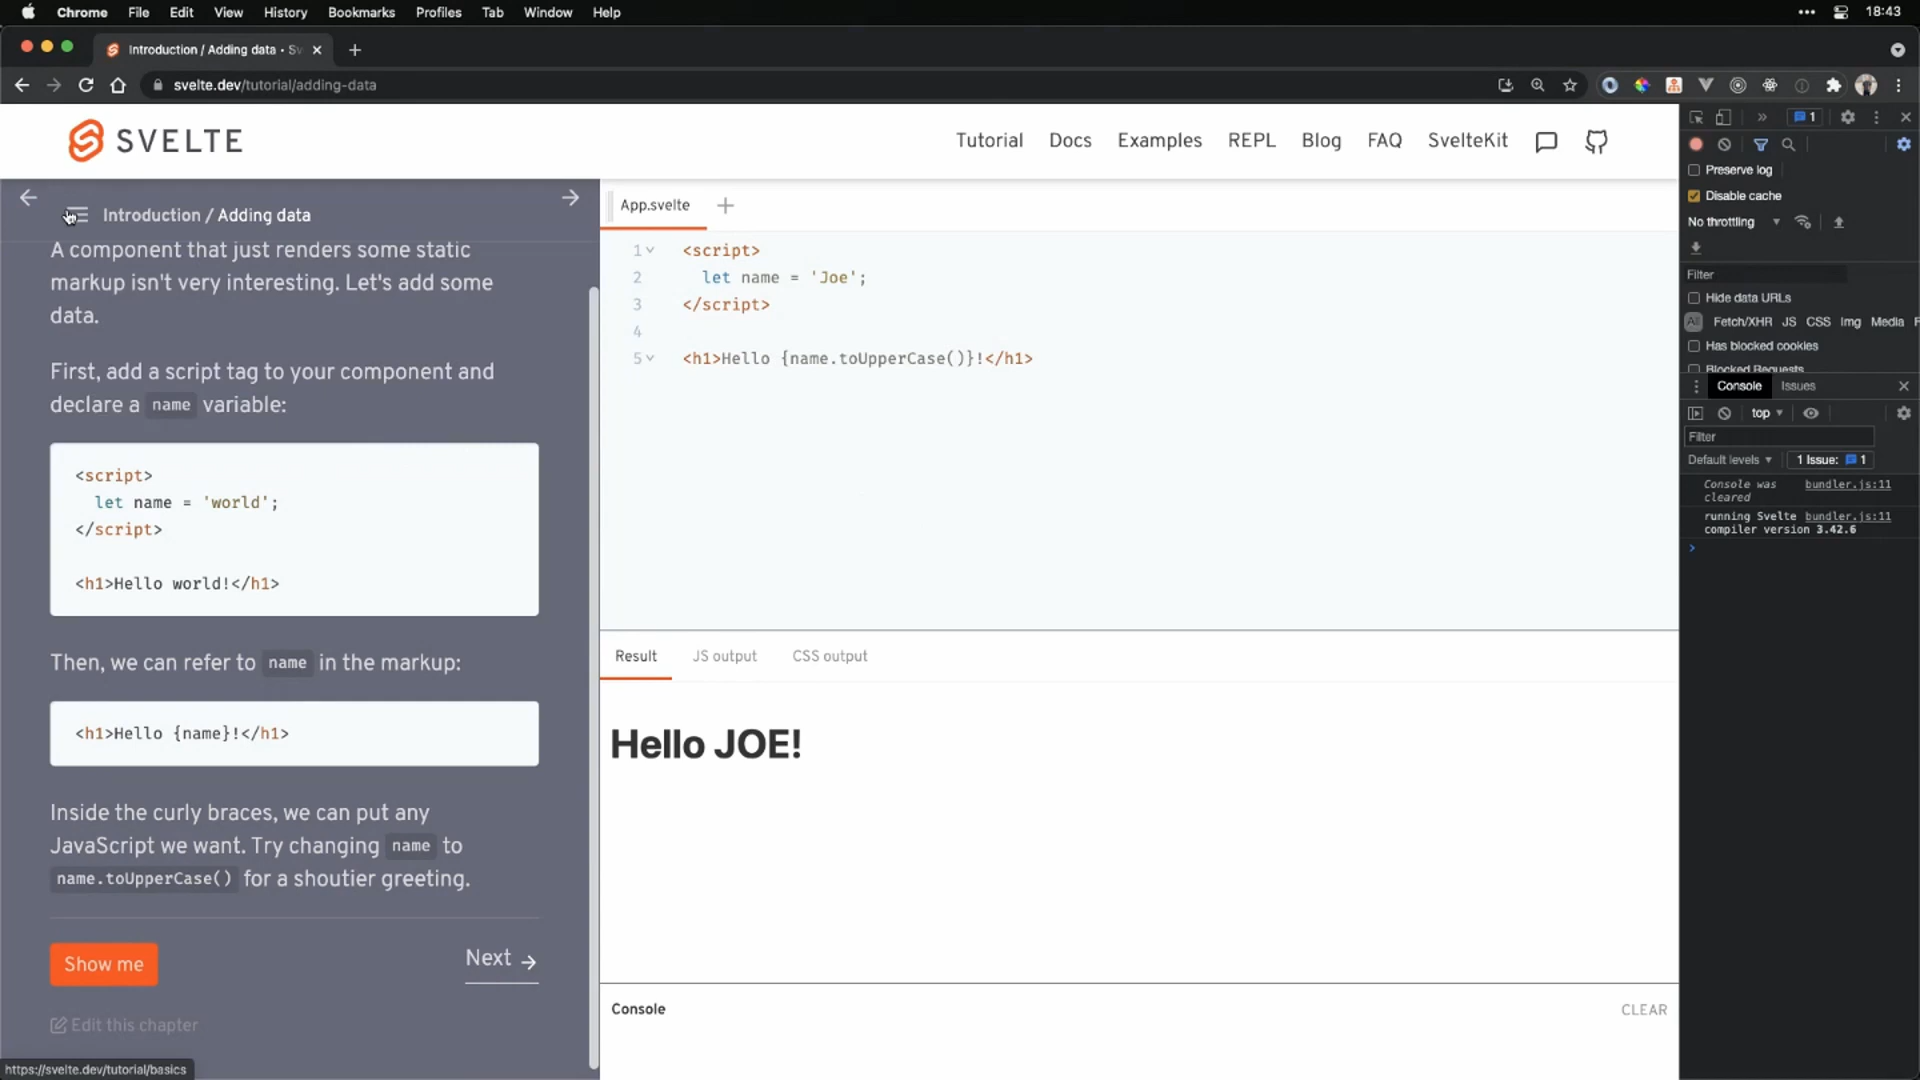 Chrome File Edit View History Bookmarks Profiles Tab Window Help 18:43
Introduction / Adding data • Sv
svelte.dev/tutorial/adding-data
SVELTE
Tutorial Docs Examples REPL Blog FAQ SvelteKit
Introduction / Adding data
A component that just renders some static
markup isn't very interesting. Let's add some
data.
First, add a script tag to your component and
declare a name variable:
<script>
let name = 'world';
</script>
<h1>Hello world!</h1>
Then, we can refer to name in the markup:
<h1>Hello {name}!</h1>
Inside the curly braces, we can put any
JavaScript we want. Try changing name to
name.toUpperCase() for a shoutier greeting.
Show me
Next
Edit this chapter
https://svelte.dev/tutorial/basics
App.svelte
1 <script>
2 let name = 'Joe';
3 </script>
4
5 <h1>Hello {name.toUpperCase()}!</h1>
Result JS output CSS output
Hello JOE!
Console CLEAR
1
Preserve log
Disable cache
No throttling
Filter
Hide data URLs
All Fetch/XHR JS CSS Img Media F
Has blocked cookies
Blocked Requests
Console Issues
top
Filter
Default levels 1 Issue: 1
Console was bundler.js:11
cleared
running Svelte bundler.js:11
compiler version 3.42.6